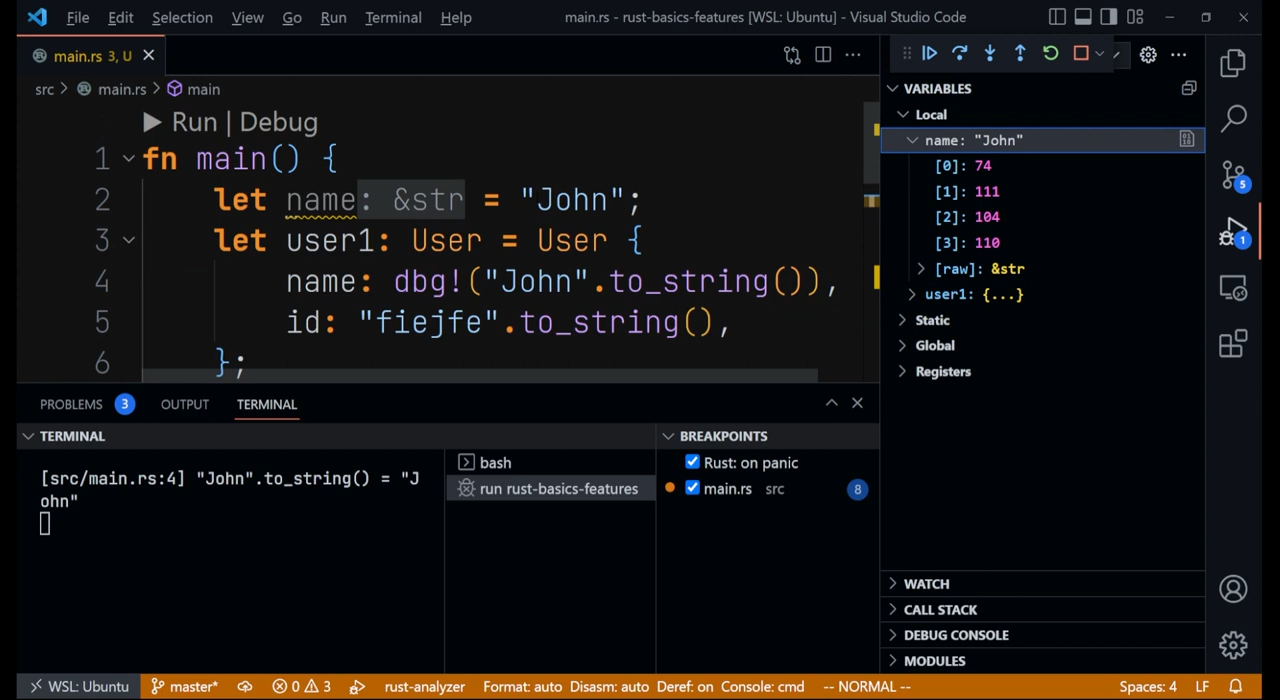 File Edit Selection View Go Run Terminal Help main.rs - rust-basics-features [WSL: Ubuntu] - Visual Studio Code
main.rs 3, U
src > main.rs > main
Run | Debug
1 fn main() {
2 let name: &str = "John";
3 let user1: User = User {
4 name: dbg!("John".to_string()),
5 id: "fiejfe".to_string(),
6 };
PROBLEMS 3 OUTPUT TERMINAL
TERMINAL
[src/main.rs:4] "John".to_string() = "J
ohn"
bash
run rust-basics-features
BREAKPOINTS
Rust: on panic
main.rs src 8
VARIABLES
Local
name: "John"
[0]: 74
[1]: 111
[2]: 104
[3]: 110
[raw]: &str
user1: {...}
Static
Global
Registers
WATCH
CALL STACK
DEBUG CONSOLE
MODULES
5
1
WSL: Ubuntu master* 0 3 rust-analyzer Format: auto Disasm: auto Deref: on Console: cmd -- NORMAL -- Spaces: 4 LF